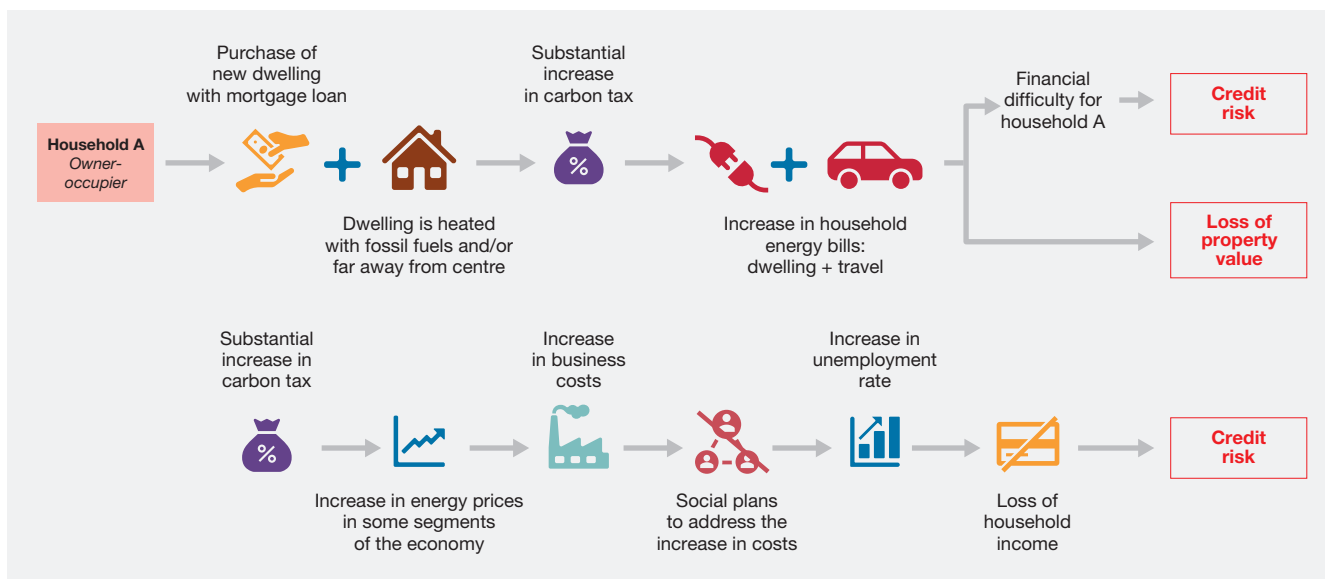 Household A
Owner-
occupier
Purchase of
new dwelling
with mortgage loan
Dwelling is heated
with fossil fuels and/or
far away from centre
Substantial
increase
in carbon tax
%
Increase in household
energy bills:
dwelling + travel
Financial
difficulty for
household A
Credit
risk
Loss of
property
value
Substantial
increase in
carbon tax
%
Increase in energy prices
in some segments
of the economy
Increase
in business
costs
Social plans
to address the
increase in costs
Increase in
unemployment
rate
Loss of
household
income
Credit
risk